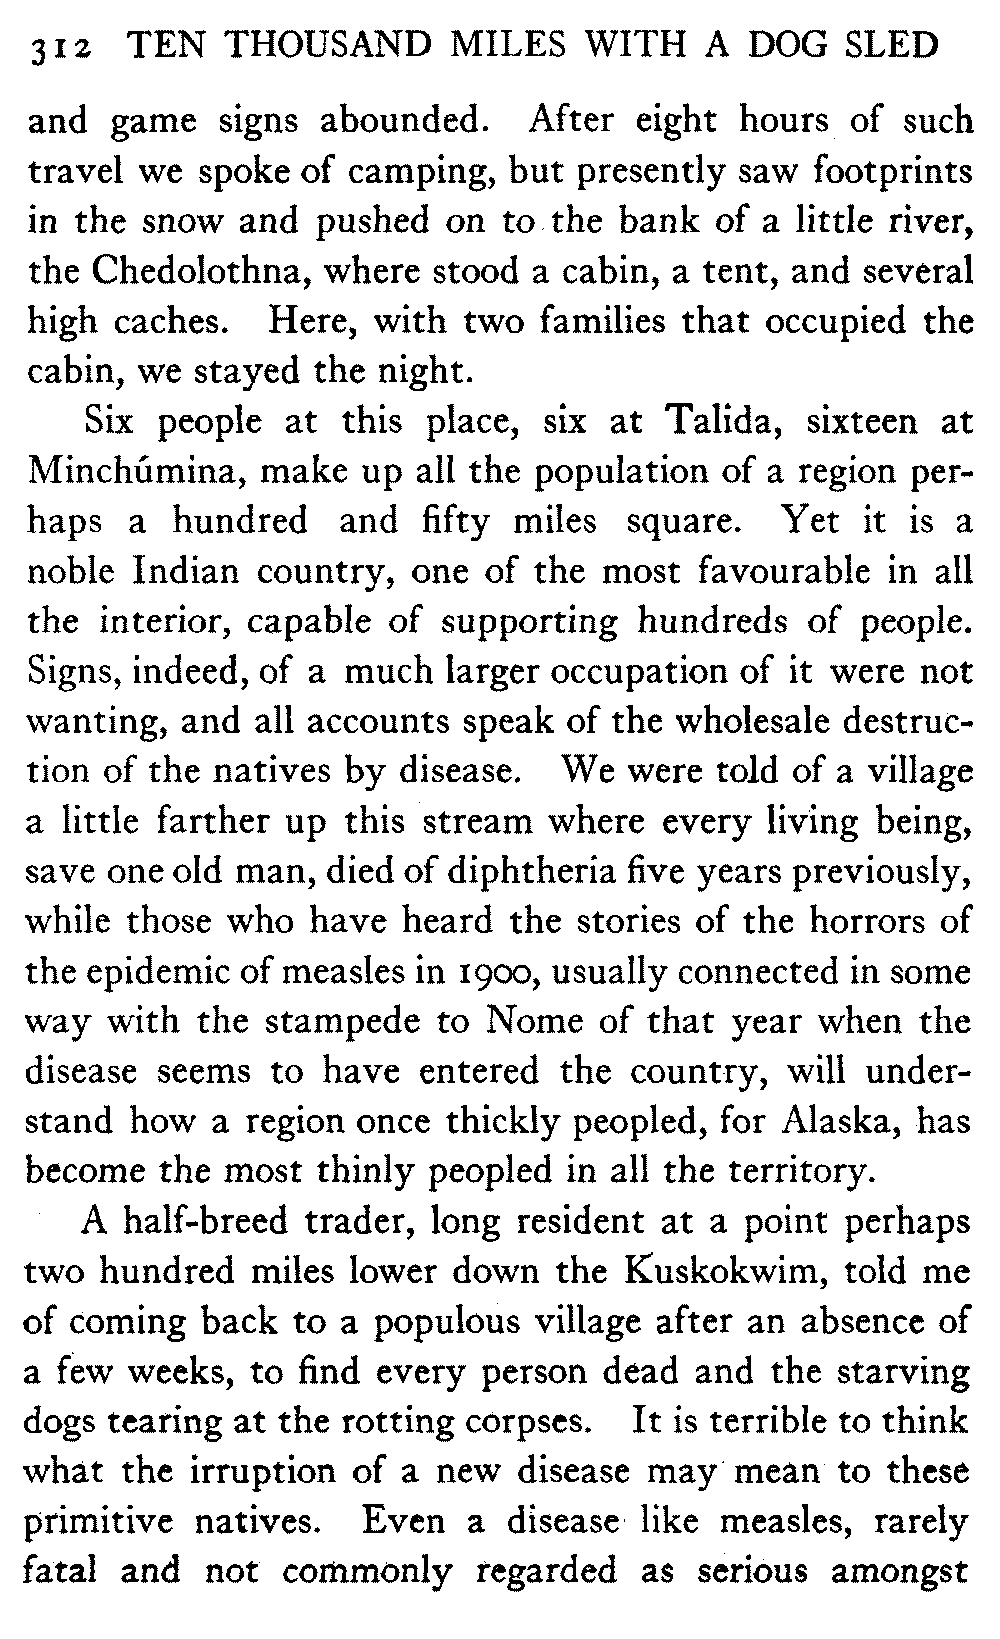 312 TEN THOUSAND MILES WITH A DOG SLED
and game signs abounded. After eight hours of such
travel we spoke of camping, but presently saw footprints
in the snow and pushed on to the bank of a little river,
the Chedolothna, where stood a cabin, a tent, and several
high caches. Here, with two families that occupied the
cabin, we stayed the night.
Six people at this place, six at Talida, sixteen at
Minchúmina, make up all the population of a region per-
haps a hundred and fifty miles square. Yet it is a
noble Indian country, one of the most favourable in all
the interior, capable of supporting hundreds of people.
Signs, indeed, of a much larger occupation of it were not
wanting, and all accounts speak of the wholesale destruc-
tion of the natives by disease. We were told of a village
a little farther up this stream where every living being,
save one old man, died of diphtheria five years previously,
while those who have heard the stories of the horrors of
the epidemic of measles in 1900, usually connected in some
way with the stampede to Nome of that year when the
disease seems to have entered the country, will under-
stand how a region once thickly peopled, for Alaska, has
become the most thinly peopled in all the territory.
A half-breed trader, long resident at a point perhaps
two hundred miles lower down the Kuskokwim, told me
of coming back to a populous village after an absence of
a few weeks, to find every person dead and the starving
dogs tearing at the rotting corpses. It is terrible to think
what the irruption of a new disease may mean to these
primitive natives. Even a disease like measles, rarely
fatal and not commonly regarded as serious amongst